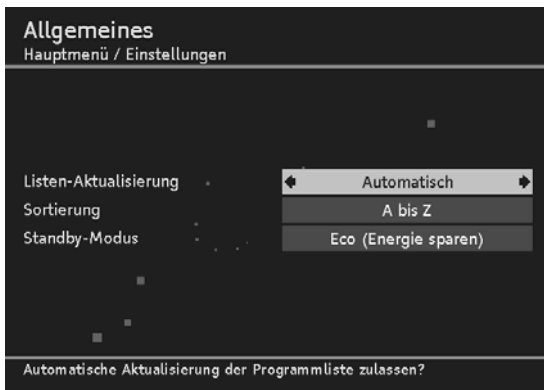 Allgemeines
Hauptmenü / Einstellungen
Listen-Aktualisierung Automatisch
Sortierung A bis Z
Standby-Modus Eco (Energie sparen)
Automatische Aktualisierung der Programmliste zulassen?